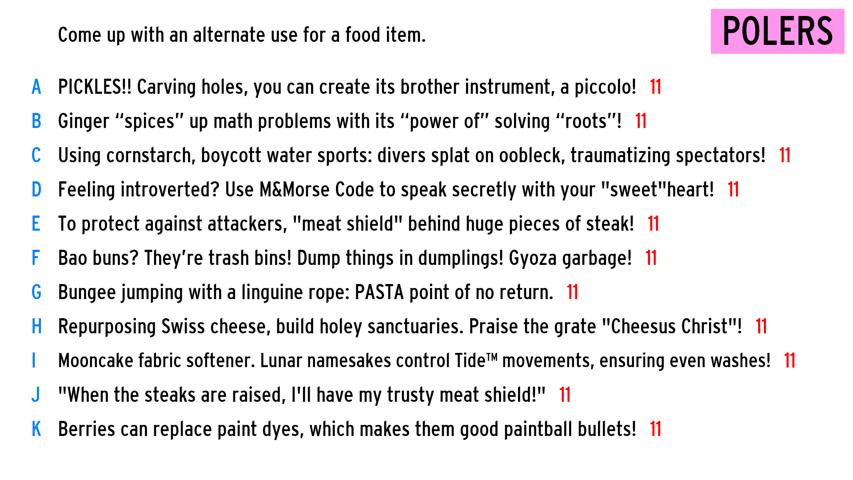 POLERS
Come up with an alternate use for a food item.
A PICKLES!! Carving holes, you can create its brother instrument, a piccolo! 11
B Ginger “spices” up math problems with its “power of” solving “roots”! 11
C Using cornstarch, boycott water sports: divers splat on oobleck, traumatizing spectators! 11
D Feeling introverted? Use M&Morse Code to speak secretly with your "sweet"heart! 11
E To protect against attackers, "meat shield" behind huge pieces of steak! 11
F Bao buns? They’re trash bins! Dump things in dumplings! Gyoza garbage! 11
G Bungee jumping with a linguine rope: PASTA point of no return. 11
H Repurposing Swiss cheese, build holey sanctuaries. Praise the grate "Cheesus Christ"! 11
I Mooncake fabric softener. Lunar namesakes control Tide™ movements, ensuring even washes! 11
J "When the steaks are raised, I'll have my trusty meat shield!" 11
K Berries can replace paint dyes, which makes them good paintball bullets! 11